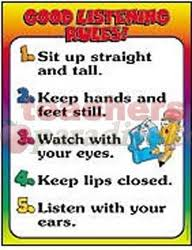 GOOD LISTENING
RULES!
1. Sit up straight
and tall.
2. Keep hands and
feet still.
3. Watch with
your eyes.
4. Keep lips closed.
5. Listen with your
ears.